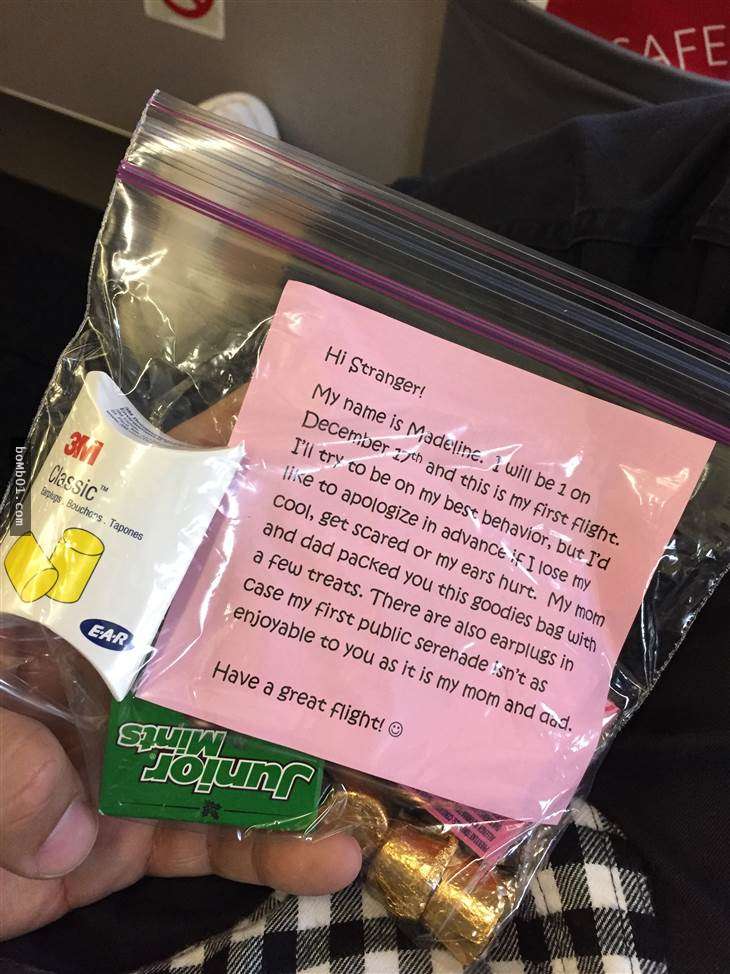 SAFE
Hi Stranger!
My name is Madeline. I will be 1 on
December 17th and this is my first flight.
I'll try to be on my best behavior, but I'd
like to apologize in advance if I lose my
cool, get scared or my ears hurt. My mom
and dad packed you this goodies bag with
a few treats. There are also earplugs in
case my first public serenade isn't as
enjoyable to you as it is my mom and dad.
Have a great flight! ☺
3M
Classic™
Earplugs . Bouchons . Tapones
E·A·R
Junior
Mints
bomb01.com